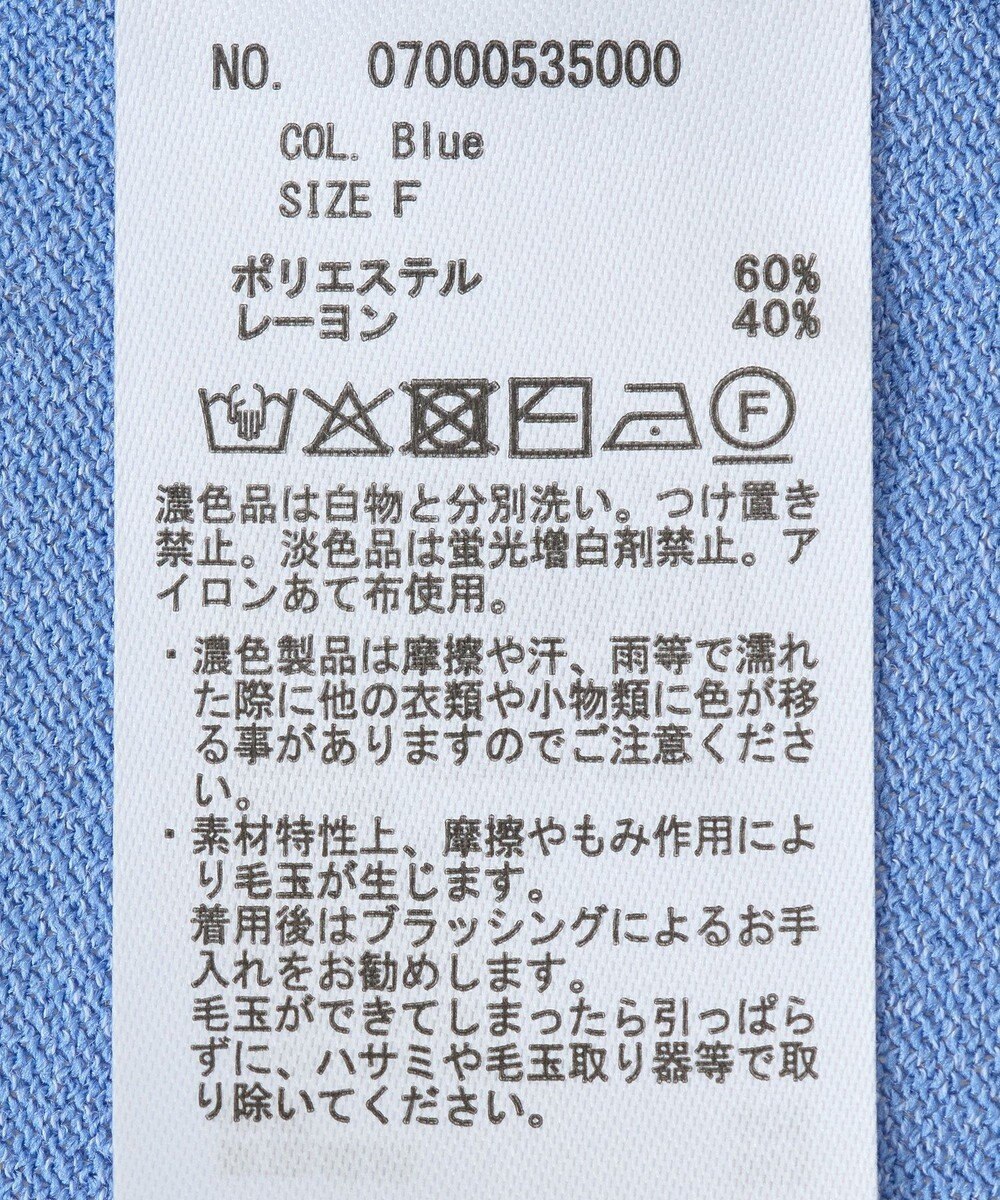 NO. 07000535000
COL. Blue
SIZE F
ポリエステル 60%
レーヨン 40%
F
濃色品は白物と分別洗い。つけ置き
禁止。淡色品は蛍光増白剤禁止。ア
イロンあて布使用。
・濃色製品は摩擦や汗、雨等で濡れ
た際に他の衣類や小物類に色が移
る事がありますのでご注意くださ
い。
・素材特性上、摩擦やもみ作用によ
り毛玉が生じます。
着用後はブラッシングによるお手
入れをお勧めします。
毛玉ができてしまったら引っぱら
ずに、ハサミや毛玉取り器等で取
り除いてください。